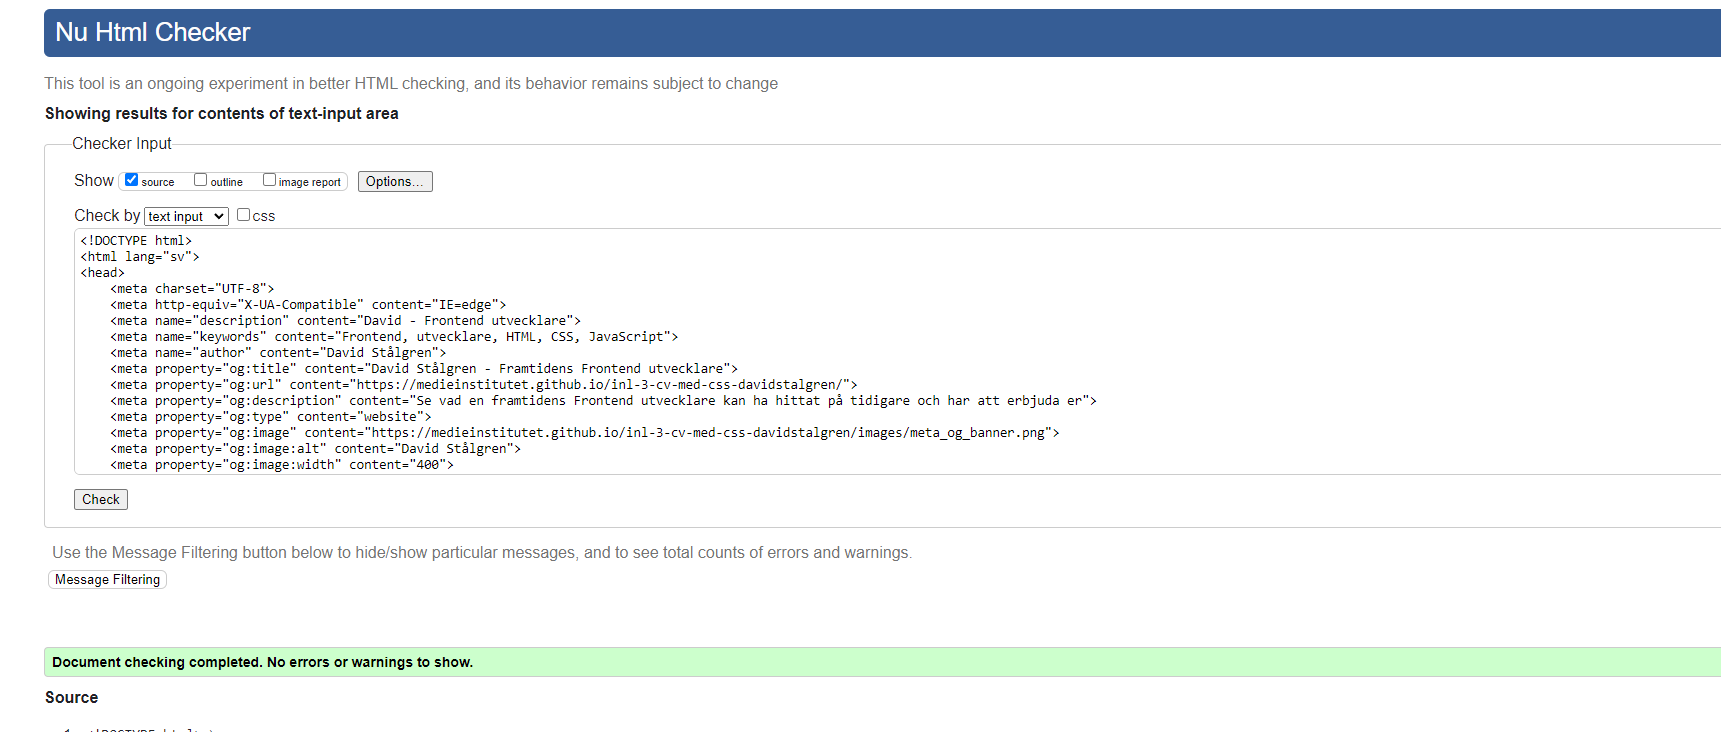 Nu Html Checker
This tool is an ongoing experiment in better HTML checking, and its behavior remains subject to change
Showing results for contents of text-input area
Checker Input
Show source outline image report Options...
Check by text input css
<!DOCTYPE html>
<html lang="sv">
<head>
    <meta charset="UTF-8">
    <meta http-equiv="X-UA-Compatible" content="IE=edge">
    <meta name="description" content="David - Frontend utvecklare">
    <meta name="keywords" content="Frontend, utvecklare, HTML, CSS, JavaScript">
    <meta name="author" content="David Stålgren">
    <meta property="og:title" content="David Stålgren - Framtidens Frontend utvecklare">
    <meta property="og:url" content="https://medieinstitutet.github.io/inl-3-cv-med-css-davidstalgren/">
    <meta property="og:description" content="Se vad en framtidens Frontend utvecklare kan ha hittat på tidigare och har att erbjuda er">
    <meta property="og:type" content="website">
    <meta property="og:image" content="https://medieinstitutet.github.io/inl-3-cv-med-css-davidstalgren/images/meta_og_banner.png">
    <meta property="og:image:alt" content="David Stålgren">
    <meta property="og:image:width" content="400">
Check
Use the Message Filtering button below to hide/show particular messages, and to see total counts of errors and warnings.
Message Filtering
Document checking completed. No errors or warnings to show.
Source